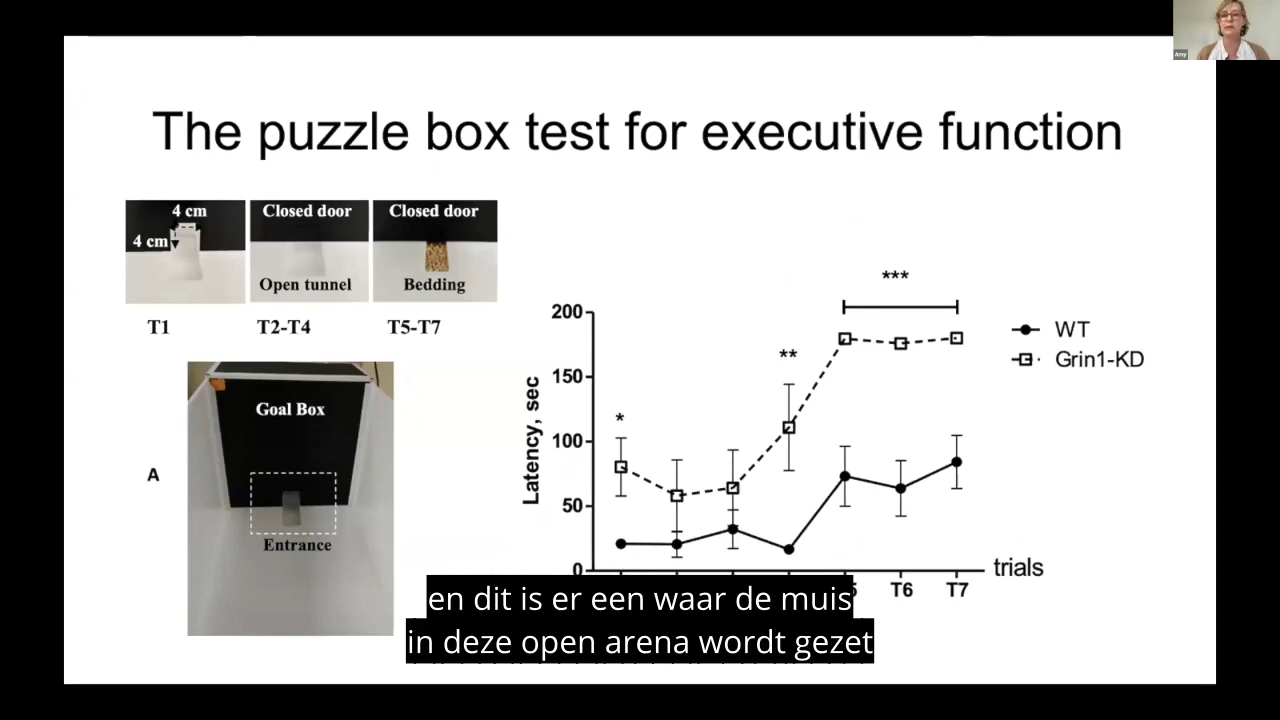 Amy
The puzzle box test for executive function
4 cm
4 cm
Closed door
Open tunnel
Closed door
Bedding
T1
T2-T4
T5-T7
A
Goal Box
Entrance
Latency, sec
200
150
100
50
0
*
**
***
WT
Grin1-KD
trials
T6
T7
en dit is er een waar de muis
in deze open arena wordt gezet